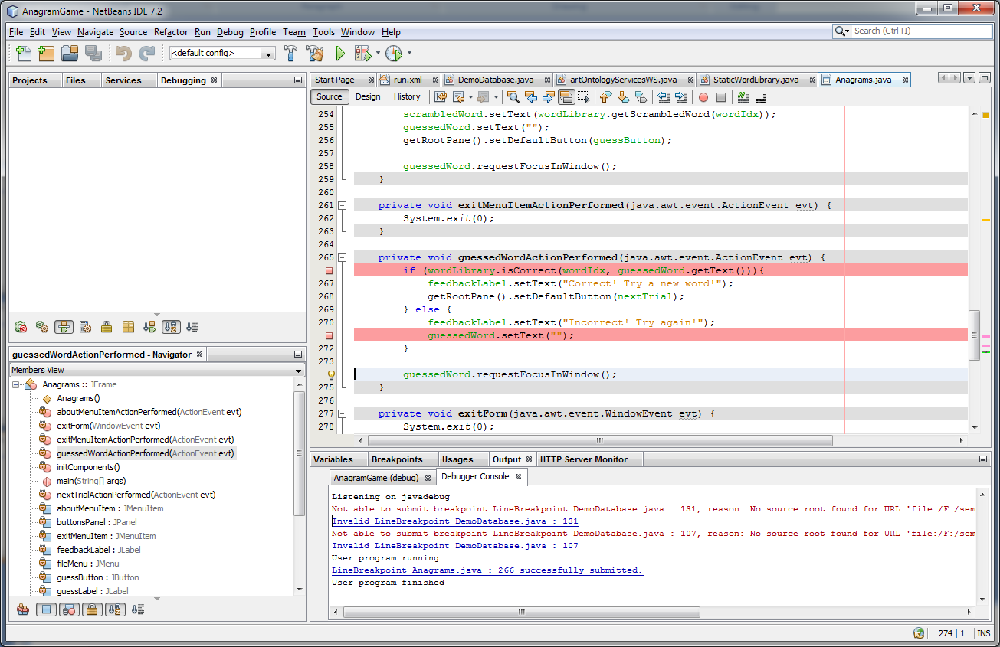 AnagramGame - NetBeans IDE 7.2
File Edit View Navigate Source Refactor Run Debug Profile Team Tools Window Help
Search (Ctrl+I)
<default config>
Projects Files Services Debugging
Start Page run.xml DemoDatabase.java artOntologyServicesWS.java StaticWordLibrary.java Anagrams.java
Source Design History
254 scrambledWord.setText(wordLibrary.getScrambledWord(wordIdx));
255 guessedWord.setText("");
256 getRootPane().setDefaultButton(guessButton);
257
258 guessedWord.requestFocusInWindow();
259 }
260
261 private void exitMenuItemActionPerformed(java.awt.event.ActionEvent evt) {
262 System.exit(0);
263 }
264
265 private void guessedWordActionPerformed(java.awt.event.ActionEvent evt) {
if (wordLibrary.isCorrect(wordIdx, guessedWord.getText())){
267 feedbackLabel.setText("Correct! Try a new word!");
268 getRootPane().setDefaultButton(nextTrial);
269 } else {
270 feedbackLabel.setText("Incorrect! Try again!");
guessedWord.setText("");
272 }
273
guessedWord.requestFocusInWindow();
275 }
276
277 private void exitForm(java.awt.event.WindowEvent evt) {
278 System.exit(0);
guessedWordActionPerformed - Navigator
Members View
Anagrams :: JFrame
Anagrams()
aboutMenuItemActionPerformed(ActionEvent evt)
exitForm(WindowEvent evt)
exitMenuItemActionPerformed(ActionEvent evt)
guessedWordActionPerformed(ActionEvent evt)
initComponents()
main(String[] args)
nextTrialActionPerformed(ActionEvent evt)
aboutMenuItem : JMenuItem
buttonsPanel : JPanel
exitMenuItem : JMenuItem
feedbackLabel : JLabel
fileMenu : JMenu
guessButton : JButton
guessLabel : JLabel
Variables Breakpoints Usages Output HTTP Server Monitor
AnagramGame (debug) Debugger Console
Listening on javadebug
Not able to submit breakpoint LineBreakpoint DemoDatabase.java : 131, reason: No source root found for URL 'file:/F:/sem
Invalid LineBreakpoint DemoDatabase.java : 131
Not able to submit breakpoint LineBreakpoint DemoDatabase.java : 107, reason: No source root found for URL 'file:/F:/sem
Invalid LineBreakpoint DemoDatabase.java : 107
User program running
LineBreakpoint Anagrams.java : 266 successfully submitted.
User program finished
274 | 1 INS